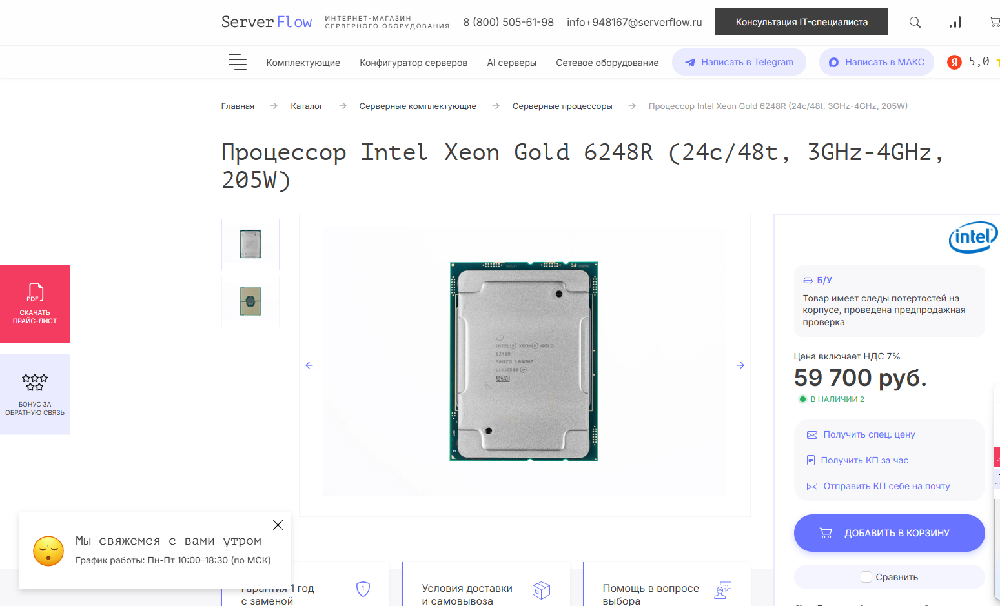 Server Flow
ИНТЕРНЕТ-МАГАЗИН
СЕРВЕРНОГО ОБОРУДОВАНИЯ
8 (800) 505-61-98
info+948167@serverflow.ru
Консультация IT-специалиста
Комплектующие
Конфигуратор серверов
AI серверы
Сетевое оборудование
Написать в Telegram
Написать в МАКС
Я
5,0
Главная
Каталог
Серверные комплектующие
Серверные процессоры
Процессор Intel Xeon Gold 6248R (24c/48t, 3GHz-4GHz, 205W)
Процессор Intel Xeon Gold 6248R (24c/48t, 3GHz-4GHz,
205W)
PDF
СКАЧАТЬ
ПРАЙС-ЛИСТ
БОНУС ЗА
ОБРАТНУЮ СВЯЗЬ
INTEL® XEON® GOLD
6248R
SRGZG 3.00GHZ
intel
Б/У
Товар имеет следы потертостей на
корпусе, проведена предпродажная
проверка
Цена включает НДС 7%
59 700 руб.
В НАЛИЧИИ 2
Получить спец. цену
Получить КП за час
Отправить КП себе на почту
ДОБАВИТЬ В КОРЗИНУ
Сравнить
Мы свяжемся с вами утром
График работы: Пн-Пт 10:00-18:30 (по МСК)
Гарантия 1 год
с заменой
1
Условия доставки
и самовывоза
Помощь в вопросе
выбора